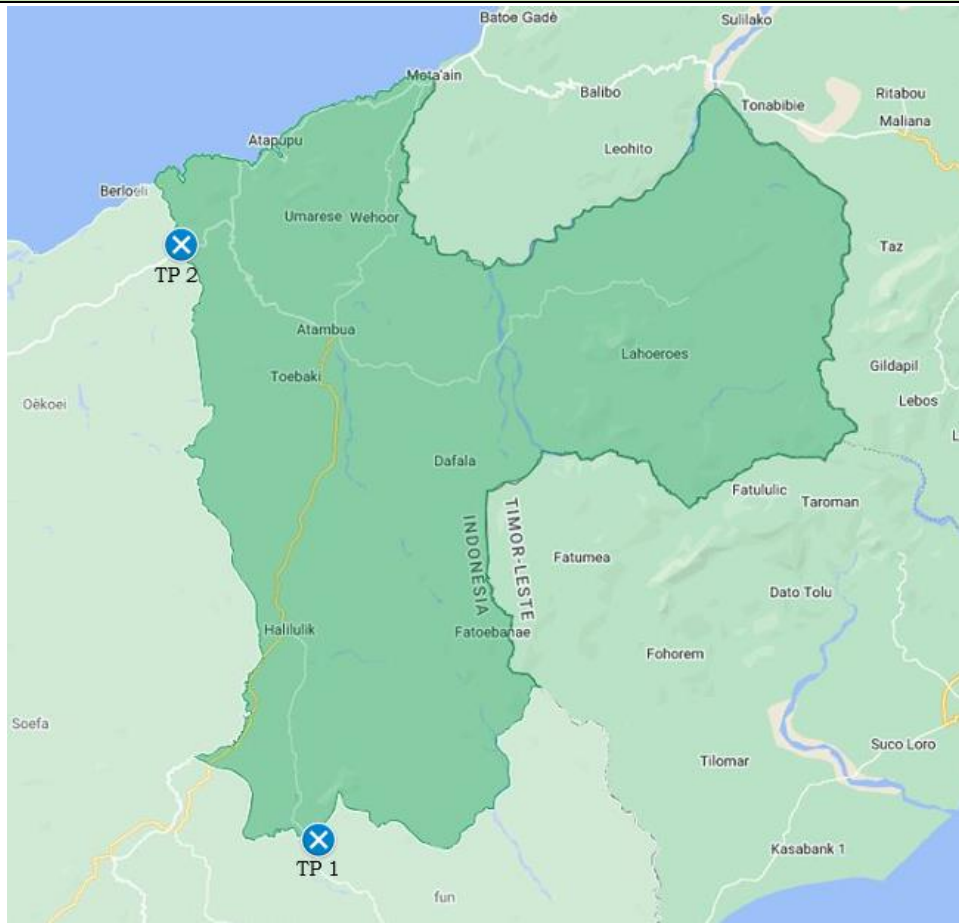 Batoe Gadè
Sulilako
Mota'ain
Balibo
Ritabou
Tonabibie
Maliana
Atapupu
Leohito
Berloeli
Umarese Wehoor
Taz
TP 2
Atambua
Lahoeroes
Gildapil
Toebaki
Oèkoei
Lebos
L
Dafala
Fatululic
Taroman
TIMOR-LESTE
INDONESIA
Fatumea
Dato Tolu
Halilulik
Fatoebanae
Fohorem
Soefa
Suco Loro
Tilomar
Kasabank 1
TP 1
fun